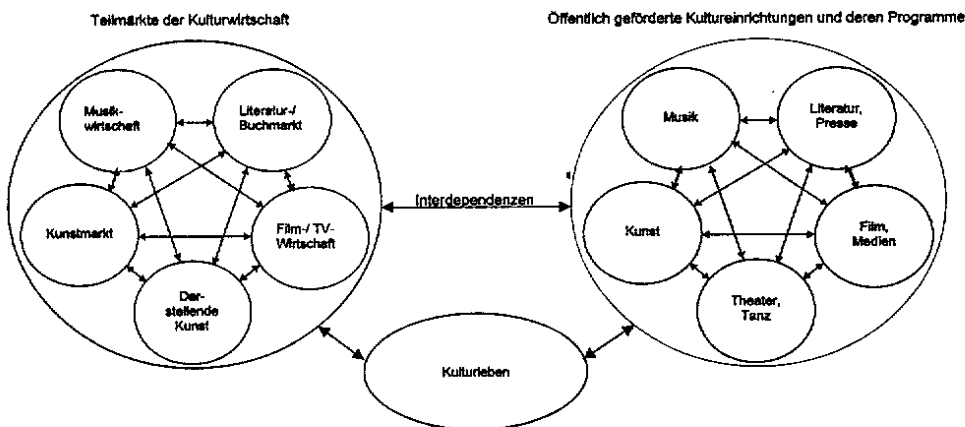 Teilmärkte der Kulturwirtschaft
Öffentlich geförderte Kultureinrichtungen und deren Programme
Musik-
wirtschaft
Literatur-/
Buchmarkt
Kunstmarkt
Film-/ TV-
Wirtschaft
Dar-
stellende
Kunst
Interdependenzen
Musik
Literatur,
Presse
Kunst
Film,
Medien
Theater,
Tanz
Kulturleben